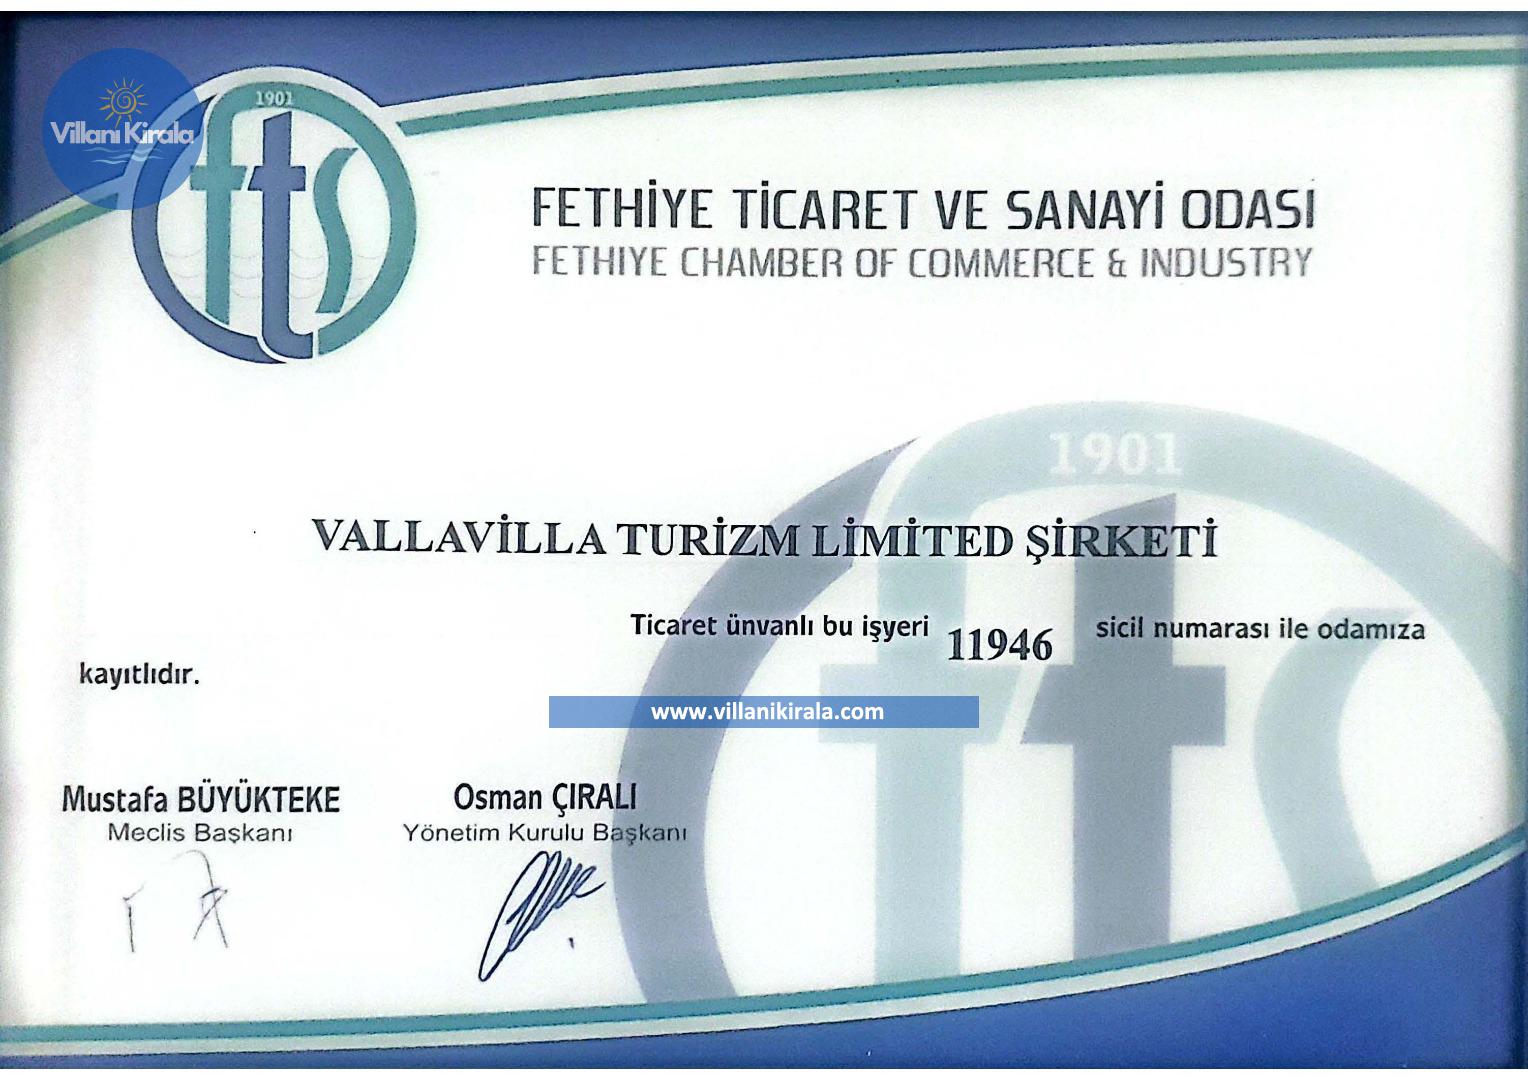 1901
fts
Villanı Kirala
FETHİYE TİCARET VE SANAYİ ODASI
FETHIYE CHAMBER OF COMMERCE & INDUSTRY
1901
fts
VALLAVİLLA TURİZM LİMİTED ŞİRKETİ
Ticaret ünvanlı bu işyeri 11946 sicil numarası ile odamıza
kayıtlıdır.
www.villanikirala.com
Mustafa BÜYÜKTEKE
Meclis Başkanı
Osman ÇIRALI
Yönetim Kurulu Başkanı